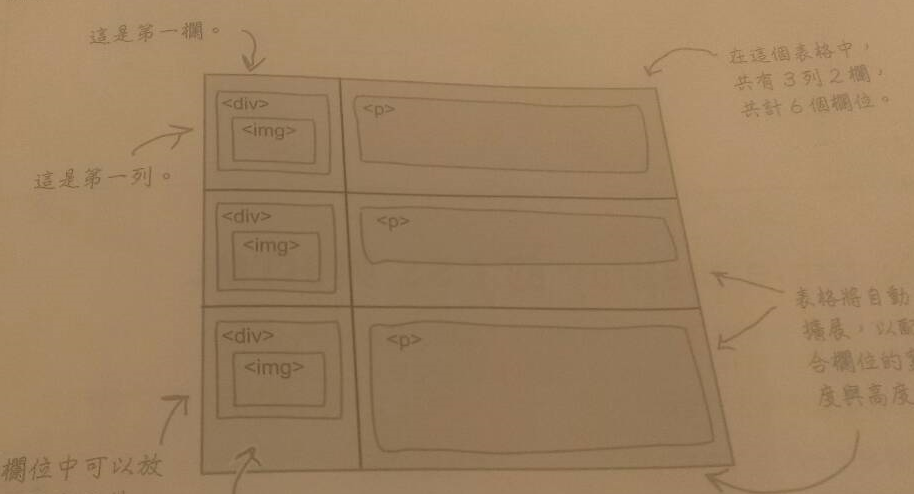 這是第一欄。
在這個表格中，
共有3列2欄，
共計6個欄位。
<div>
<img>
<p>
這是第一列。
<div>
<img>
<p>
表格將自動
擴展，以配
合欄位的寬
度與高度
<div>
<img>
<p>
欄位中可以放